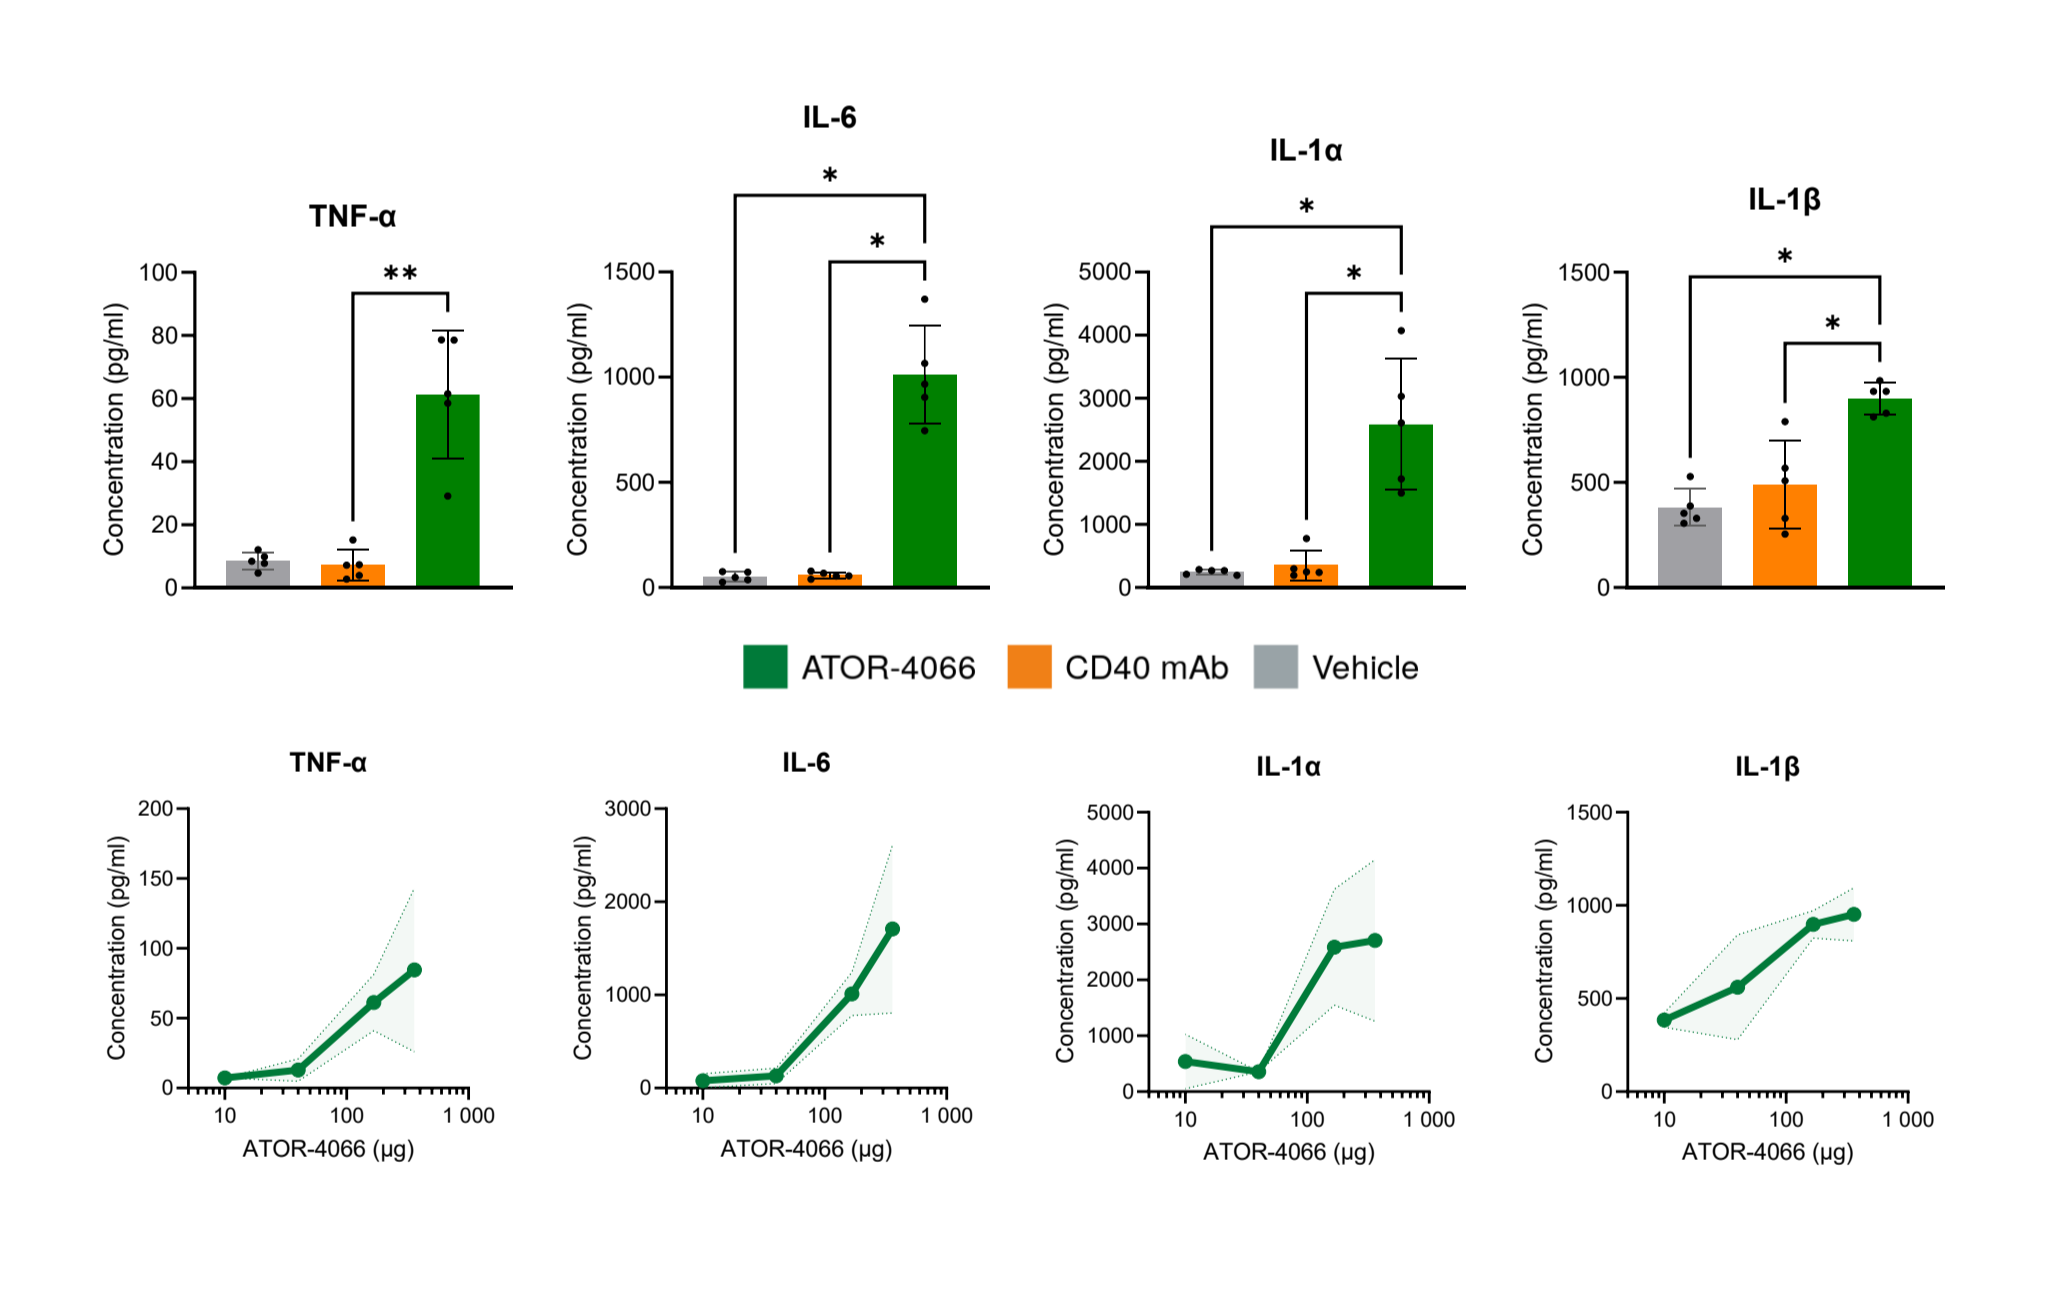 TNF-α
Concentration (pg/ml)
100
80
60
40
20
0
**
IL-6
Concentration (pg/ml)
1500
1000
500
0
*
*
IL-1α
Concentration (pg/ml)
5000
4000
3000
2000
1000
0
*
*
IL-1β
Concentration (pg/ml)
1500
1000
500
0
*
*
ATOR-4066 CD40 mAb Vehicle
TNF-α
Concentration (pg/ml)
200
150
100
50
0
10 100 1 000
ATOR-4066 (µg)
IL-6
Concentration (pg/ml)
3000
2000
1000
0
10 100 1 000
ATOR-4066 (µg)
IL-1α
Concentration (pg/ml)
5000
4000
3000
2000
1000
0
10 100 1 000
ATOR-4066 (µg)
IL-1β
Concentration (pg/ml)
1500
1000
500
0
10 100 1 000
ATOR-4066 (µg)